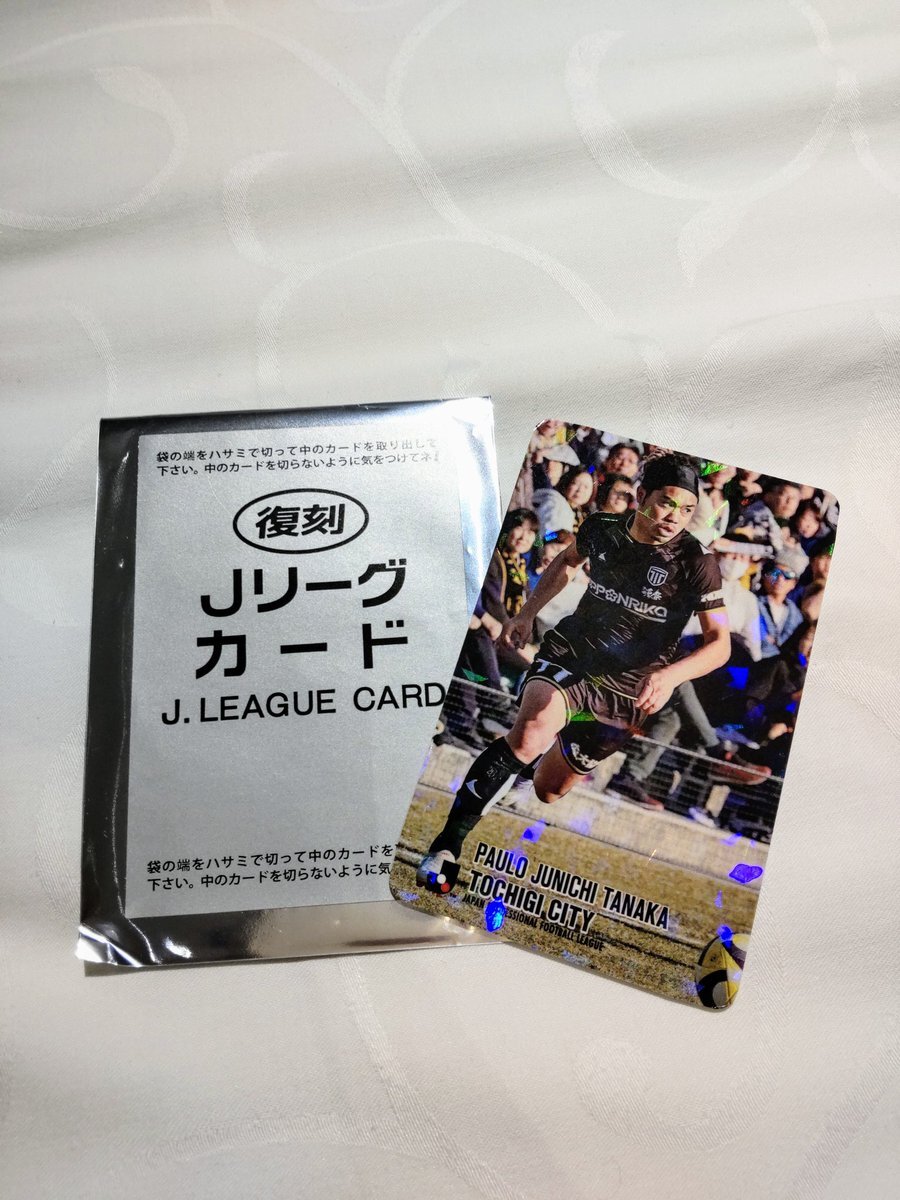 袋の端をハサミで切って中のカードを取り出して
下さい。中のカードを切らないように気をつけてネ
復刻
Jリーグ
カード
J. LEAGUE CARD
袋の端をハサミで切って中のカードを
下さい。中のカードを切らないように気
PPONRIKA
11
PAULO JUNICHI TANAKA
TOCHIGI CITY
JAPAN PROFESSIONAL FOOTBALL LEAGUE